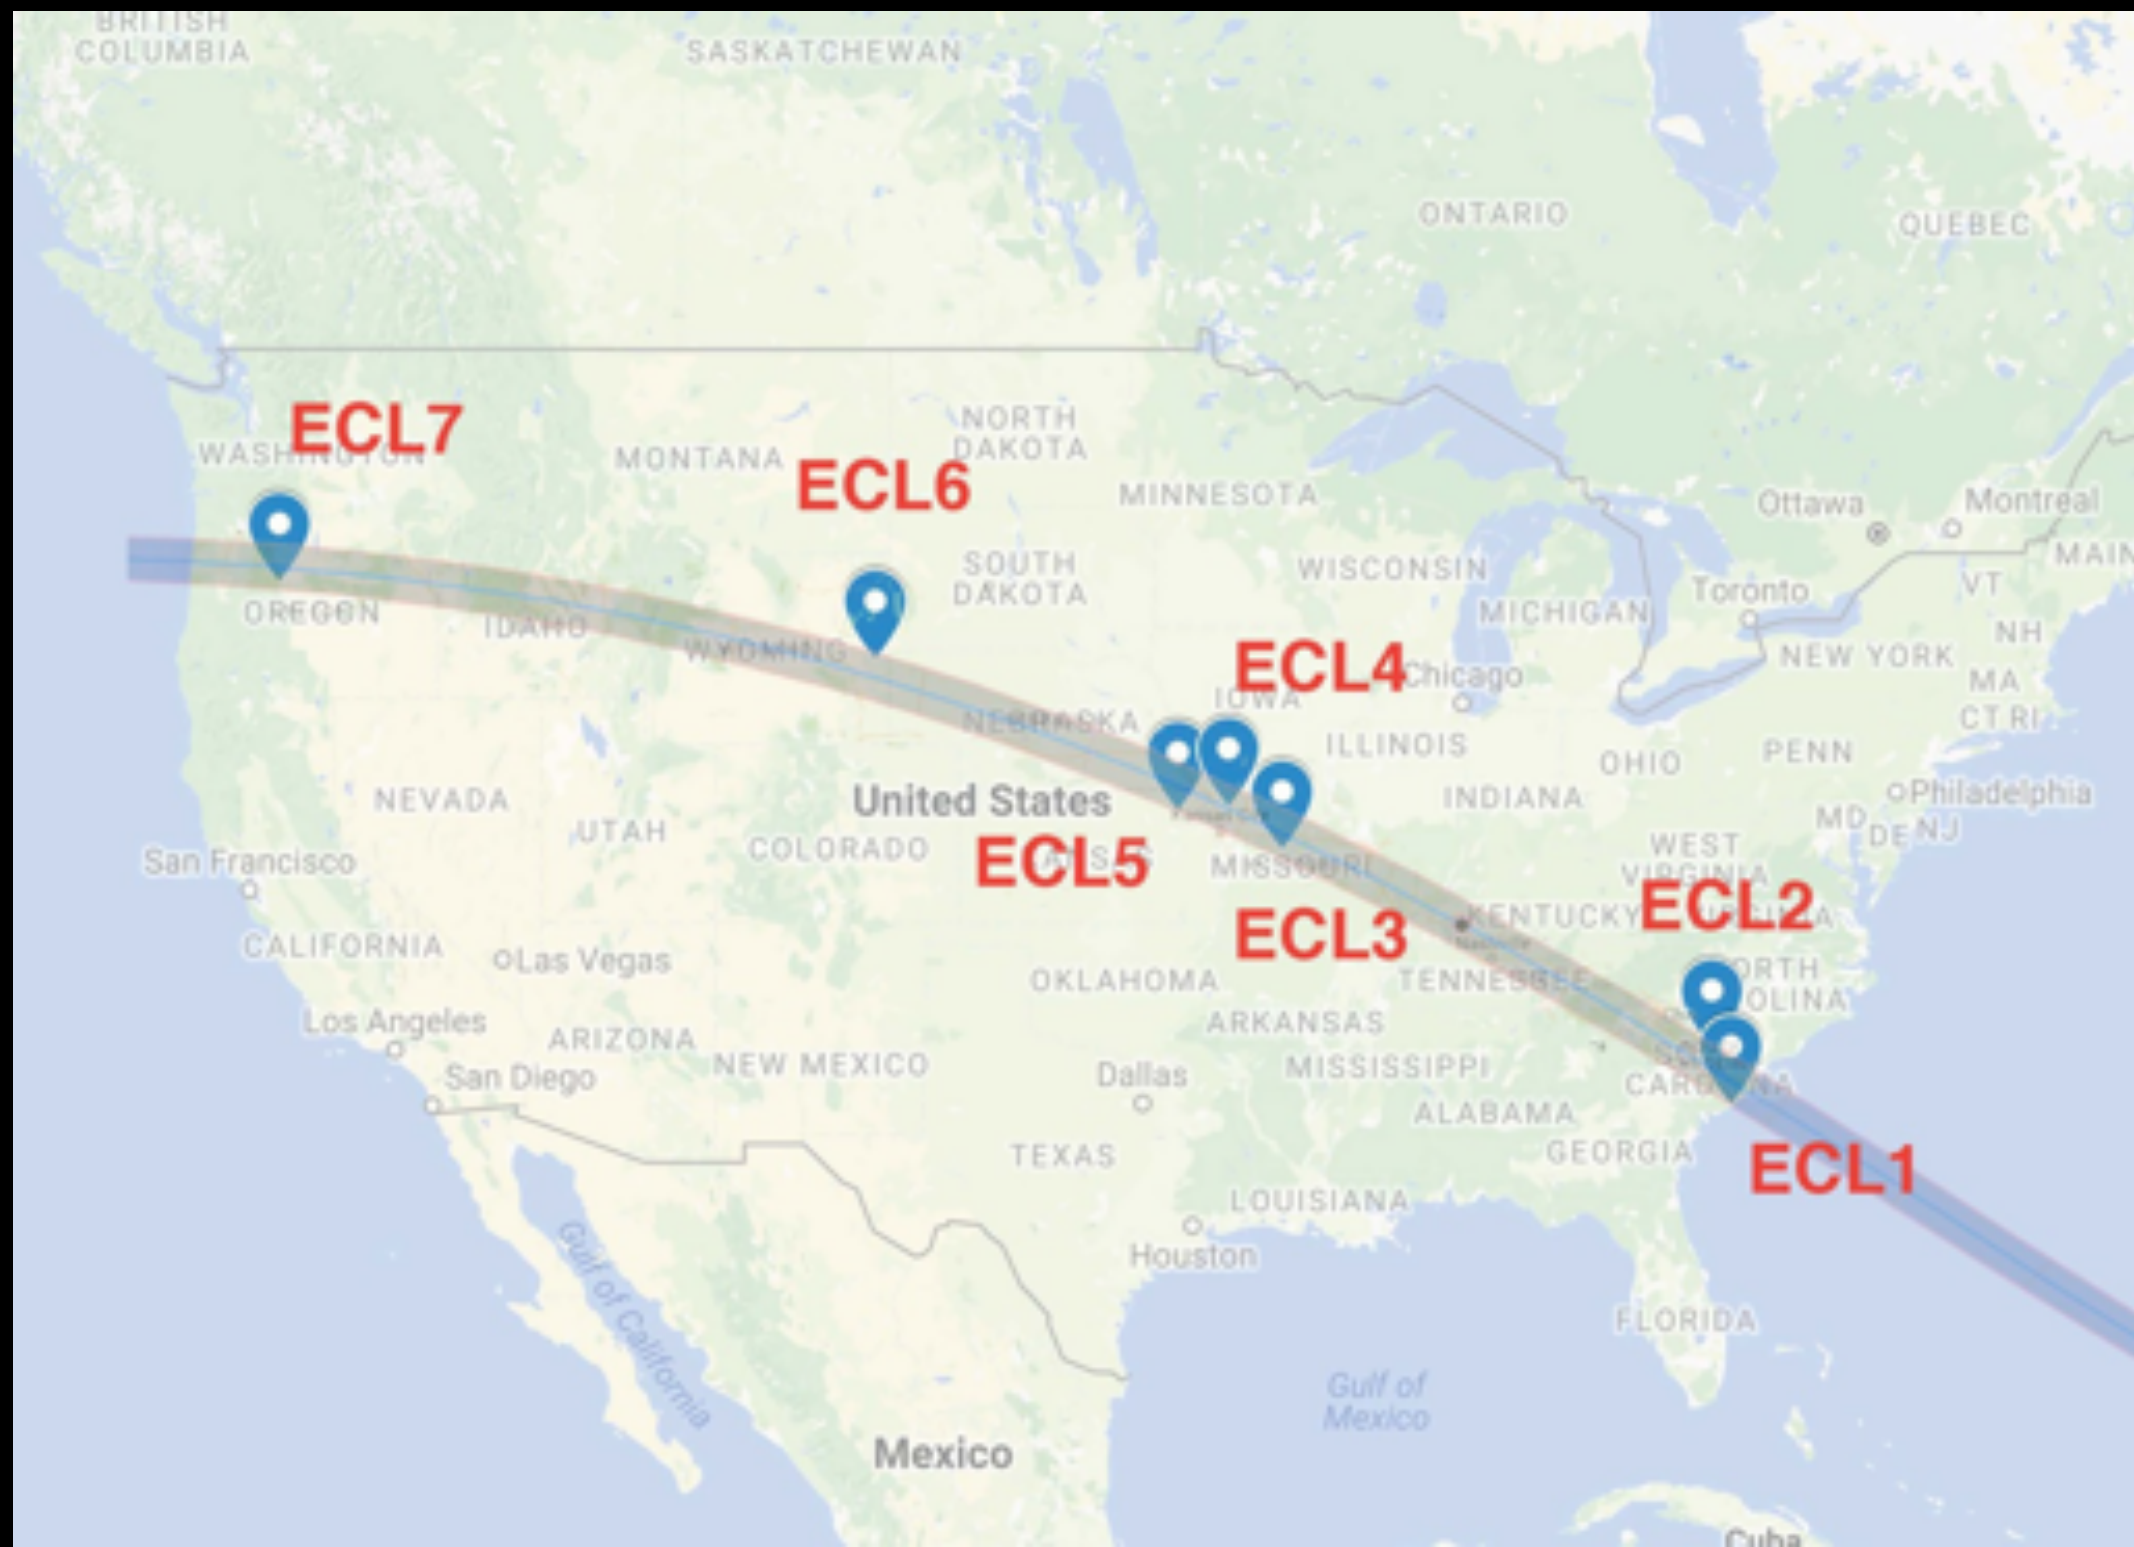 BRITISH
COLUMBIA
SASKATCHEWAN
ONTARIO
QUEBEC
ECL7
WASHINGTON
MONTANA
NORTH
DAKOTA
ECL6
MINNESOTA
Ottawa
Montreal
MAIN
SOUTH
DAKOTA
WISCONSIN
MICHIGAN
Toronto
VT
NH
OREGON
IDAHO
WYOMING
ECL4
Chicago
NEW YORK
MA
CT RI
IOWA
NEBRASKA
ILLINOIS
OHIO
PENN
United States
NEVADA
INDIANA
Philadelphia
MD
DE NJ
UTAH
COLORADO
ECL5
MISSOURI
WEST
VIRGINIA
San Francisco
ECL2
KENTUCKY
ECL3
CALIFORNIA
Las Vegas
OKLAHOMA
TENNESSEE
ORTH
OLINA
Los Angeles
ARIZONA
ARKANSAS
NEW MEXICO
MISSISSIPPI
San Diego
Dallas
ALABAMA
TEXAS
GEORGIA
ECL1
LOUISIANA
Houston
Gulf of California
FLORIDA
Gulf of
Mexico
Mexico
Cuba